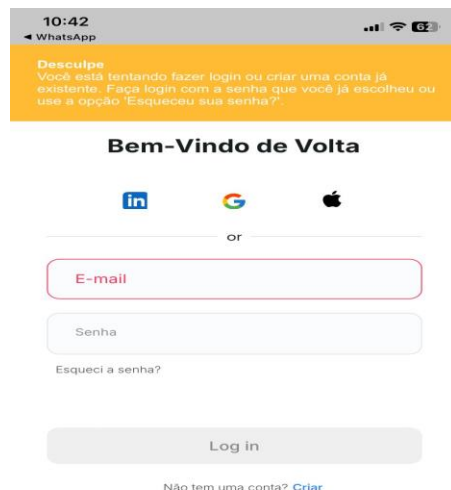 10:42
62
◀ WhatsApp
Desculpe
Você está tentando fazer login ou criar uma conta já
existente. Faça login com a senha que você já escolheu ou
use a opção 'Esqueceu sua senha?'.
Bem-Vindo de Volta
in
G
or
E-mail
Senha
Esqueci a senha?
Log in
Não tem uma conta? Criar